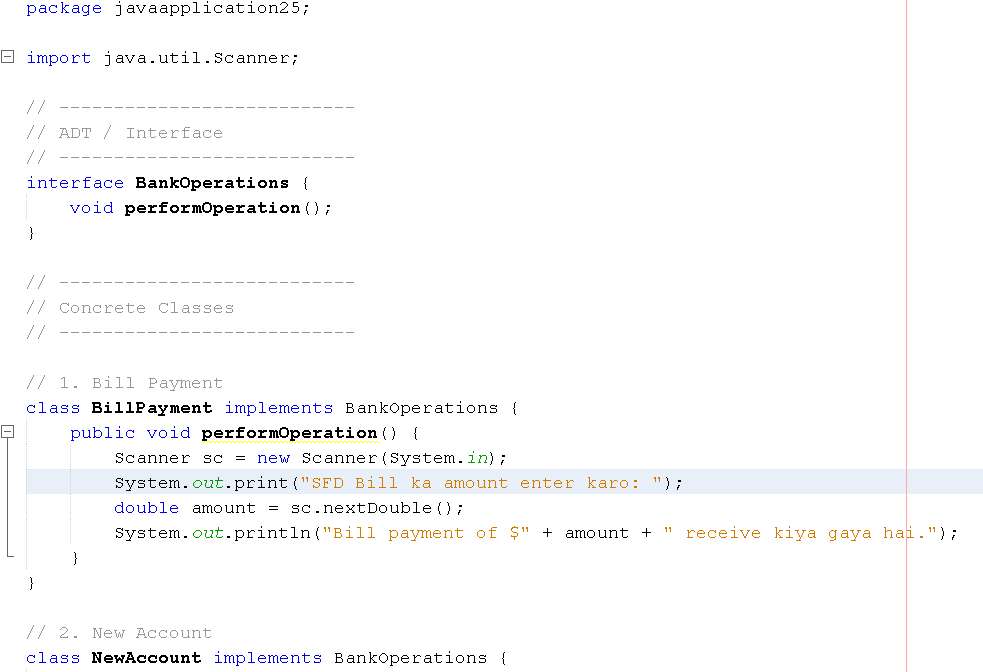 package javaapplication25;
import java.util.Scanner;
// ---------------------------
// ADT / Interface
// ---------------------------
interface BankOperations {
    void performOperation();
}
// ---------------------------
// Concrete Classes
// ---------------------------
// 1. Bill Payment
class BillPayment implements BankOperations {
    public void performOperation() {
        Scanner sc = new Scanner(System.in);
        System.out.print("SFD Bill ka amount enter karo: ");
        double amount = sc.nextDouble();
        System.out.println("Bill payment of $" + amount + " receive kiya gaya hai.");
    }
}
// 2. New Account
class NewAccount implements BankOperations {